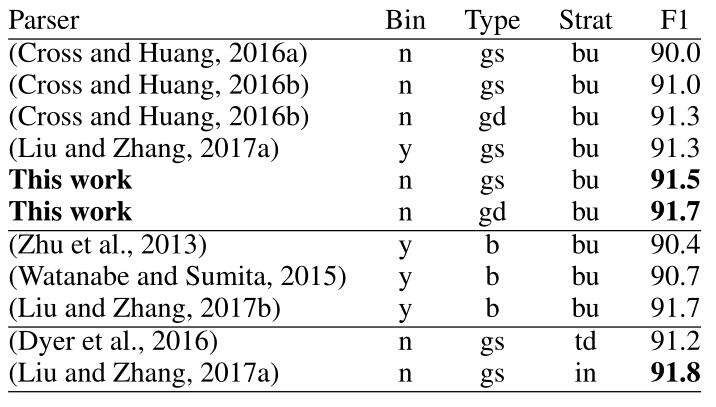 Parser Bin Type Strat F1
(Cross and Huang, 2016a) n gs bu 90.0
(Cross and Huang, 2016b) n gs bu 91.0
(Cross and Huang, 2016b) n gd bu 91.3
(Liu and Zhang, 2017a) y gs bu 91.3
This work n gs bu 91.5
This work n gd bu 91.7
(Zhu et al., 2013) y b bu 90.4
(Watanabe and Sumita, 2015) y b bu 90.7
(Liu and Zhang, 2017b) y b bu 91.7
(Dyer et al., 2016) n gs td 91.2
(Liu and Zhang, 2017a) n gs in 91.8